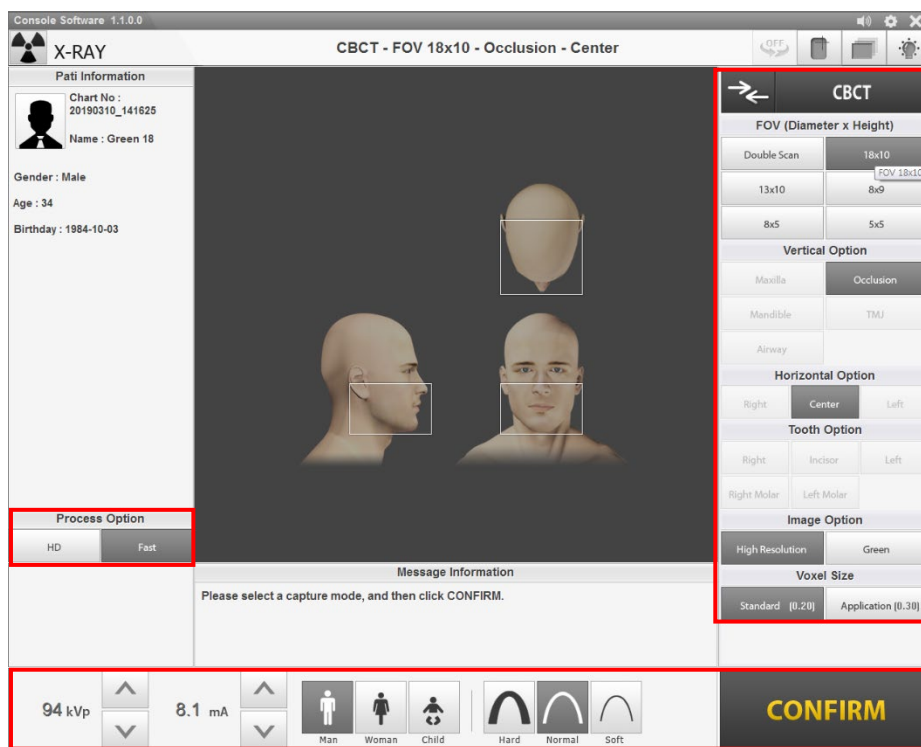 Console Software 1.1.0.0
X-RAY
CBCT - FOV 18x10 - Occlusion - Center
OFF
Pati Information
Chart No :
20190310_141625
Name : Green 18
Gender : Male
Age : 34
Birthday : 1984-10-03
Process Option
HD Fast
Message Information
Please select a capture mode, and then click CONFIRM.
CBCT
FOV (Diameter x Height)
Double Scan 18x10
FOV 18x10
13x10 8x9
8x5 5x5
Vertical Option
Maxilla Occlusion
Mandible TMJ
Airway
Horizontal Option
Right Center Left
Tooth Option
Right Incisor Left
Right Molar Left Molar
Image Option
High Resolution Green
Voxel Size
Standard [0.20] Application [0.30]
94 kVp 8.1 mA
Man Woman Child Hard Normal Soft
CONFIRM